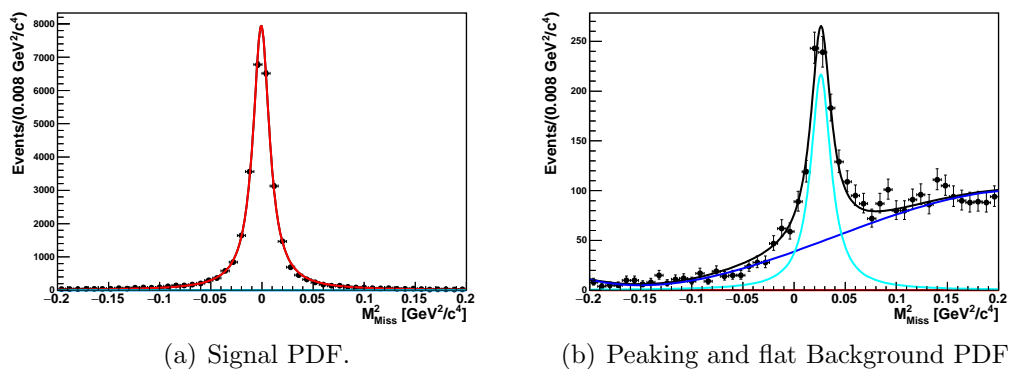 Events/(0.008 GeV²/c⁴)
8000
7000
6000
5000
4000
3000
2000
1000
0
−0.2 −0.15 −0.1 −0.05 0 0.05 0.1 0.15 0.2
M²Miss [GeV²/c⁴]
(a) Signal PDF.
Events/(0.008 GeV²/c⁴)
250
200
150
100
50
0
−0.2 −0.15 −0.1 −0.05 0 0.05 0.1 0.15 0.2
M²Miss [GeV²/c⁴]
(b) Peaking and flat Background PDF